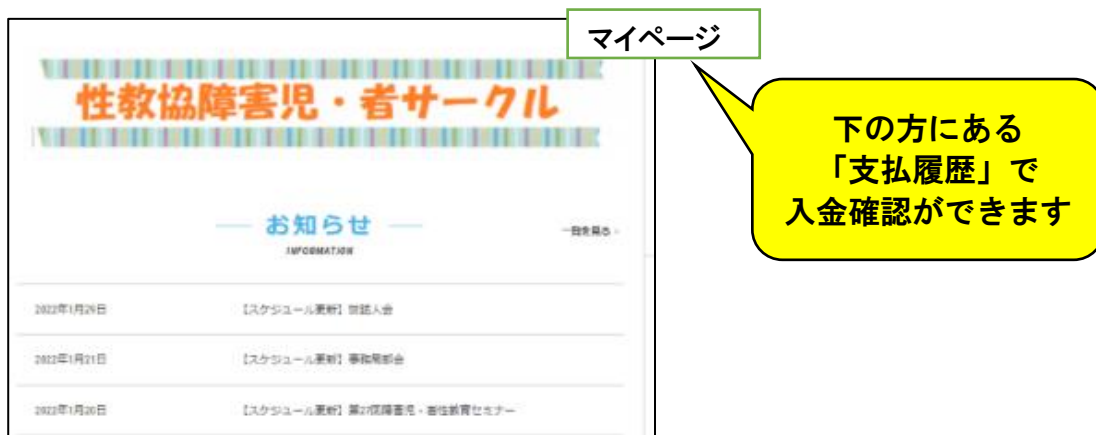 マイページ
性教協障害児・者サークル
下の方にある
「支払履歴」で
入金確認ができます
お知らせ
一覧を見る
INFORMATION
2022年1月29日 【スケジュール更新】世話人会
2022年1月21日 【スケジュール更新】事務局部会
2022年1月20日 【スケジュール更新】第27回障害児・者性教育セミナー